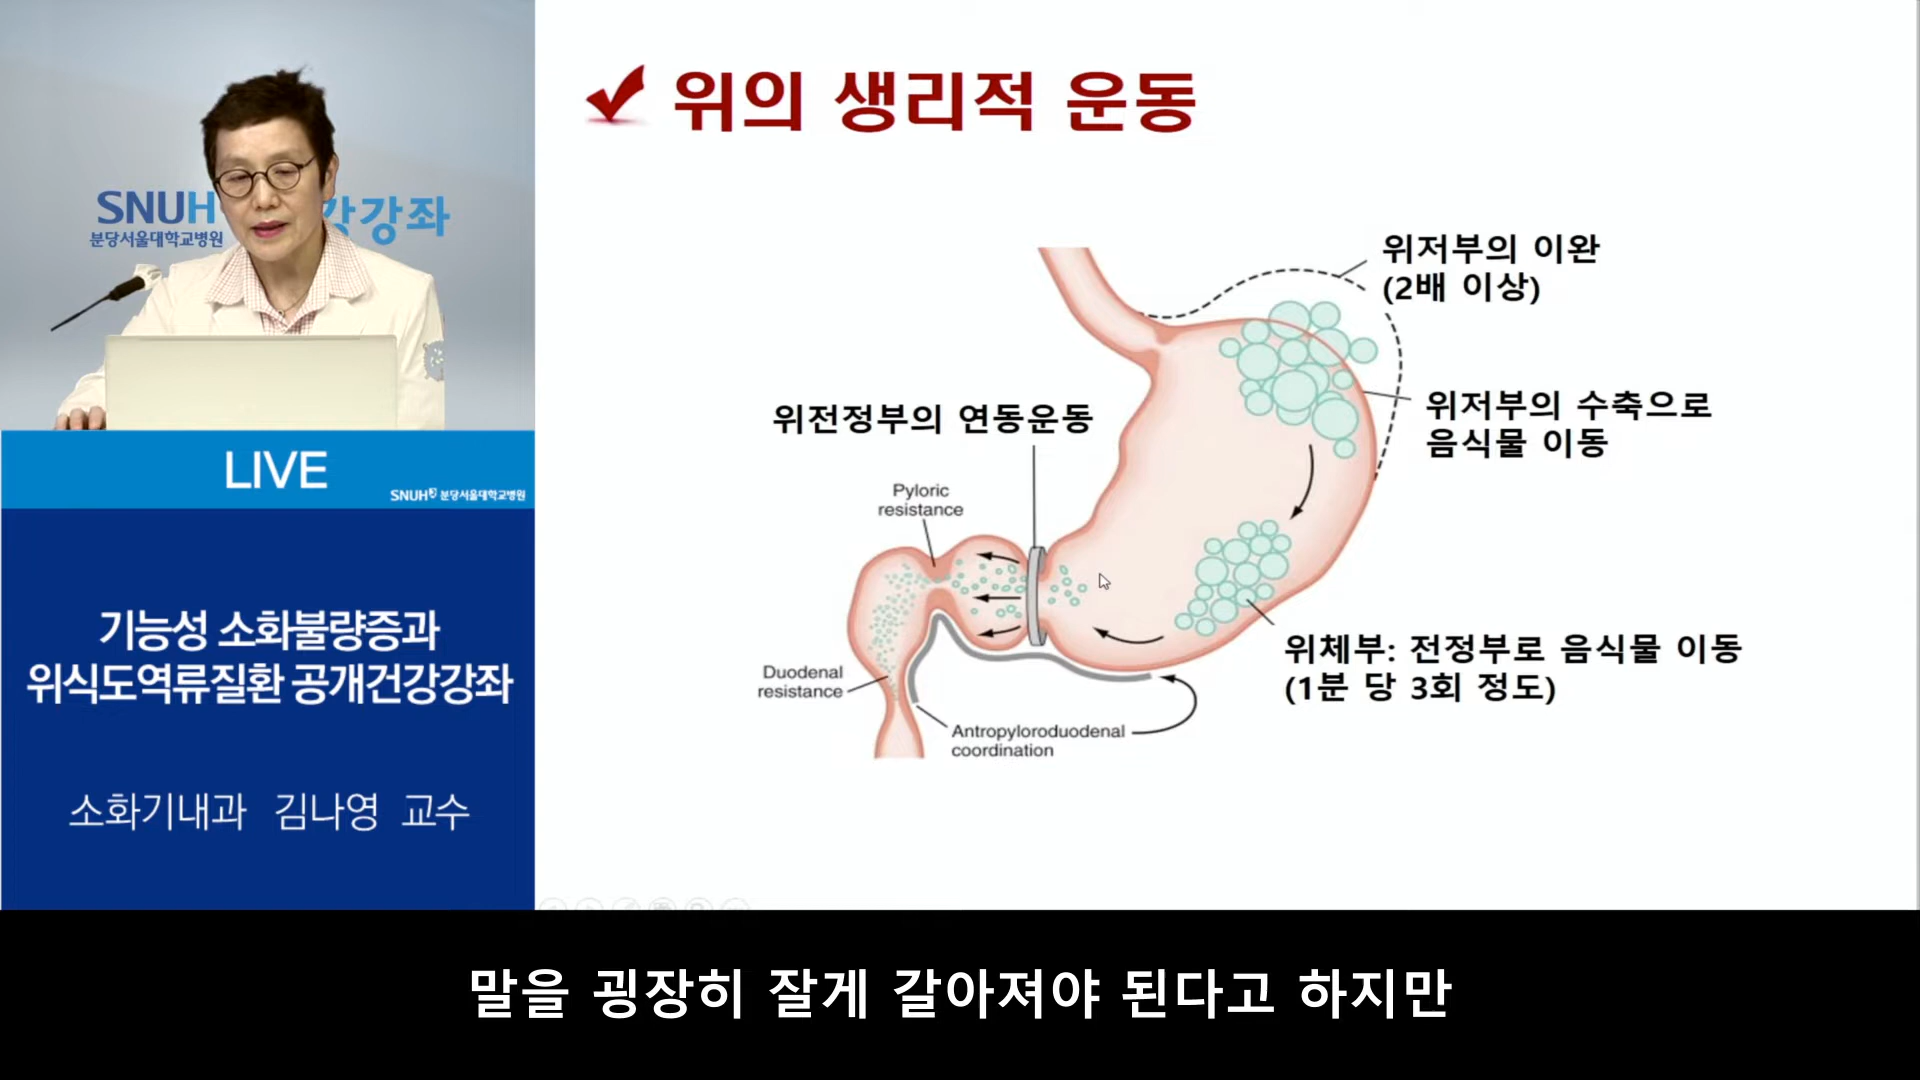 SNUH
분당서울대학교병원
강강좌
LIVE
SNUH 분당서울대학교병원
기능성 소화불량증과
위식도역류질환 공개건강강좌
소화기내과 김나영 교수
위의 생리적 운동
위저부의 이완
(2배 이상)
위저부의 수축으로
음식물 이동
위전정부의 연동운동
Pyloric
resistance
Duodenal
resistance
Antropyloroduodenal
coordination
위체부: 전정부로 음식물 이동
(1분 당 3회 정도)
말을 굉장히 잘게 갈아져야 된다고 하지만